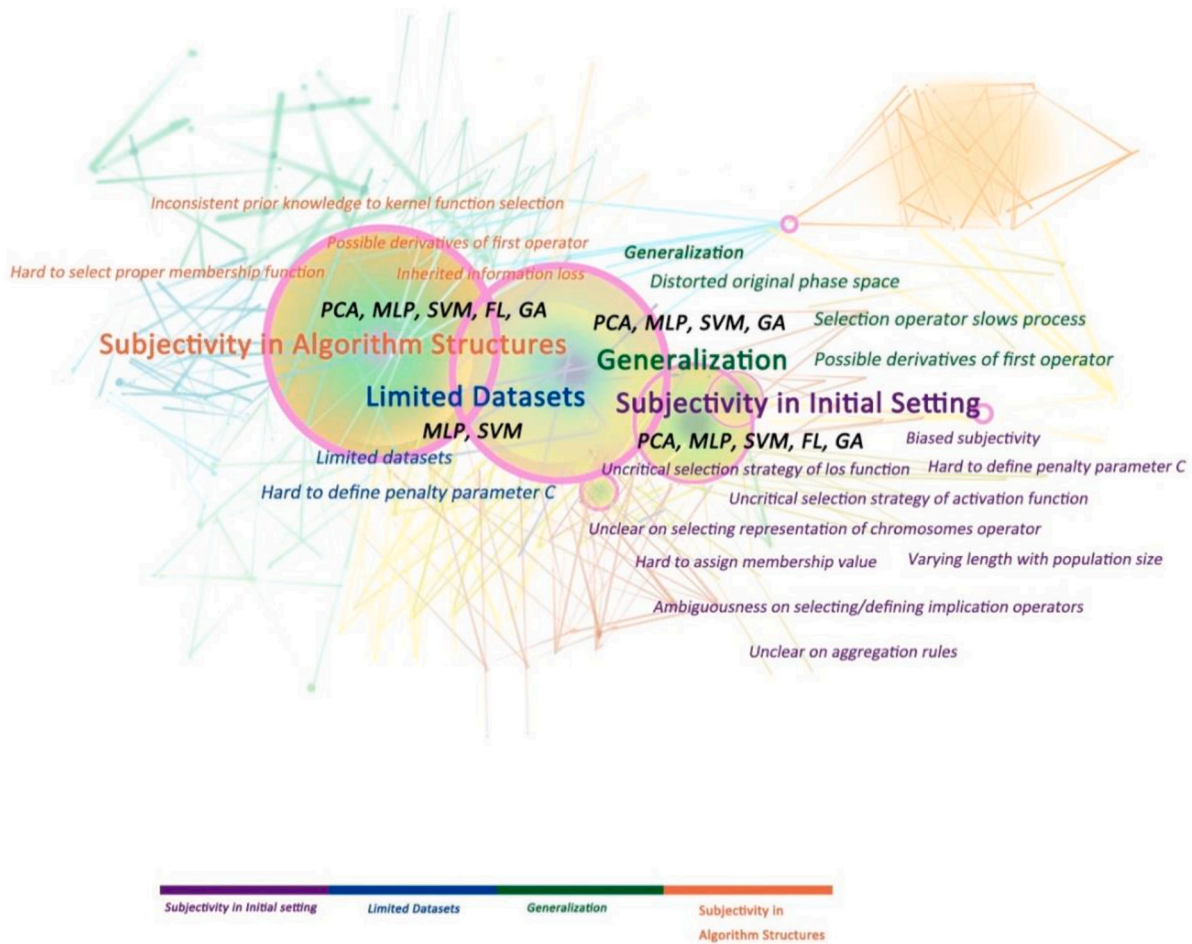 Inconsistent prior knowledge to kernel function selection
Possible derivatives of first operator
Hard to select proper membership function
Inherited information loss
PCA, MLP, SVM, FL, GA
Subjectivity in Algorithm Structures
Limited Datasets
MLP, SVM
Limited datasets
Hard to define penalty parameter C
Generalization
Distorted original phase space
PCA, MLP, SVM, GA
Selection operator slows process
Generalization
Possible derivatives of first operator
Subjectivity in Initial Setting
PCA, MLP, SVM, FL, GA
Biased subjectivity
Uncritical selection strategy of los function
Hard to define penalty parameter C
Uncritical selection strategy of activation function
Unclear on selecting representation of chromosomes operator
Hard to assign membership value
Varying length with population size
Ambiguousness on selecting/defining implication operators
Unclear on aggregation rules
Subjectivity in Initial setting
Limited Datasets
Generalization
Subjectivity in
Algorithm Structures